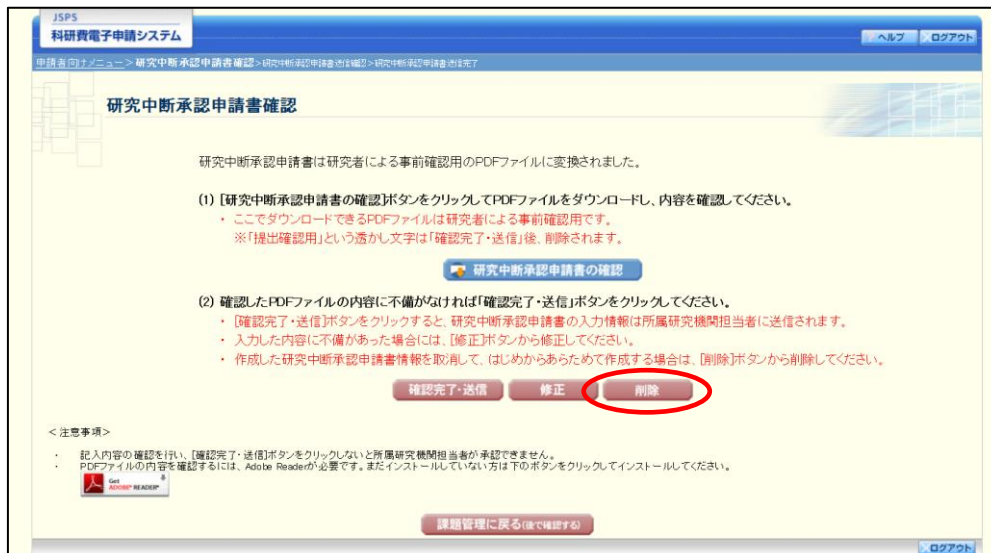 JSPS
科研費電子申請システム
ヘルプ
ログアウト
申請者向けメニュー>研究中断承認申請書確認>研究中断承認申請書送信確認>研究中断承認申請書送信完了
研究中断承認申請書確認
研究中断承認申請書は研究者による事前確認用のPDFファイルに変換されました。
(1) [研究中断承認申請書の確認]ボタンをクリックしてPDFファイルをダウンロードし、内容を確認してください。
・ ここでダウンロードできるPDFファイルは研究者による事前確認用です。
※「提出確認用」という透かし文字は「確認完了・送信」後、削除されます。
研究中断承認申請書の確認
(2) 確認したPDFファイルの内容に不備がなければ「確認完了・送信」ボタンをクリックしてください。
・ [確認完了・送信]ボタンをクリックすると、研究中断承認申請書の入力情報は所属研究機関担当者に送信されます。
・ 入力した内容に不備があった場合には、[修正]ボタンから修正してください。
・ 作成した研究中断承認申請書情報を取消して、はじめからあらためて作成する場合は、[削除]ボタンから削除してください。
確認完了・送信
修正
削除
<注意事項>
・ 記入内容の確認を行い、[確認完了・送信]ボタンをクリックしないと所属研究機関担当者が承認できません。
・ PDFファイルの内容を確認するには、Adobe Readerが必要です。まだインストールしていない方は下のボタンをクリックしてインストールしてください。
Get
ADOBE® READER®
課題管理に戻る(後で確認する)
ログアウト